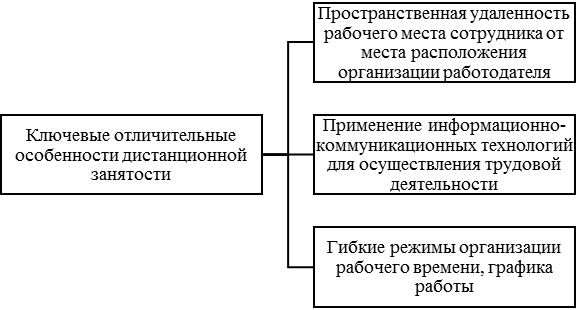 Ключевые отличительные
особенности дистанционной
занятости
Пространственная удаленность
рабочего места сотрудника от
места расположения
организации работодателя
Применение информационно-
коммуникационных технологий
для осуществления трудовой
деятельности
Гибкие режимы организации
рабочего времени, графика
работы